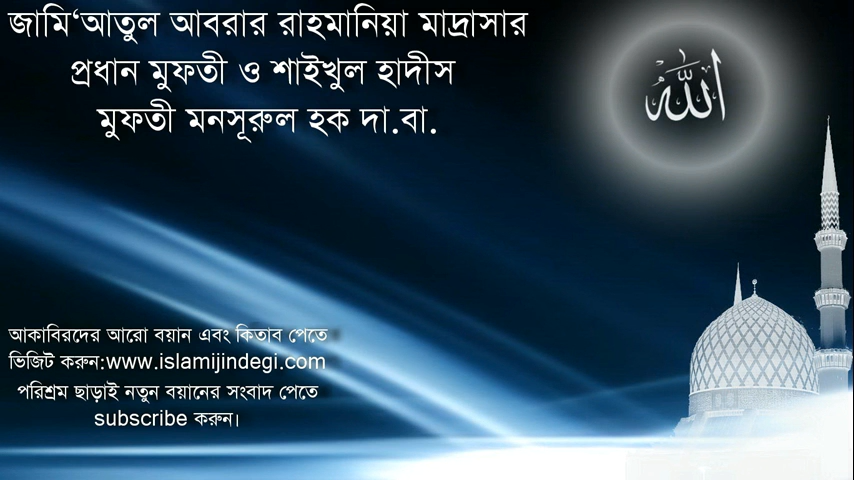 জামি‘আতুল আবরার রাহমানিয়া মাদ্রাসার
প্রধান মুফতী ও শাইখুল হাদীস
মুফতী মনসূরুল হক দা.বা.
الله
আকাবিরদের আরো বয়ান এবং কিতাব পেতে
ভিজিট করুন:www.islamijindegi.com
পরিশ্রম ছাড়াই নতুন বয়ানের সংবাদ পেতে
subscribe করুন।